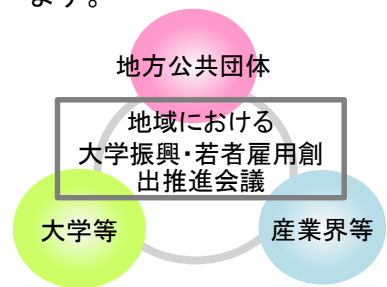 ます。
地方公共団体
地域における
大学振興・若者雇用創
出推進会議
大学等
産業界等